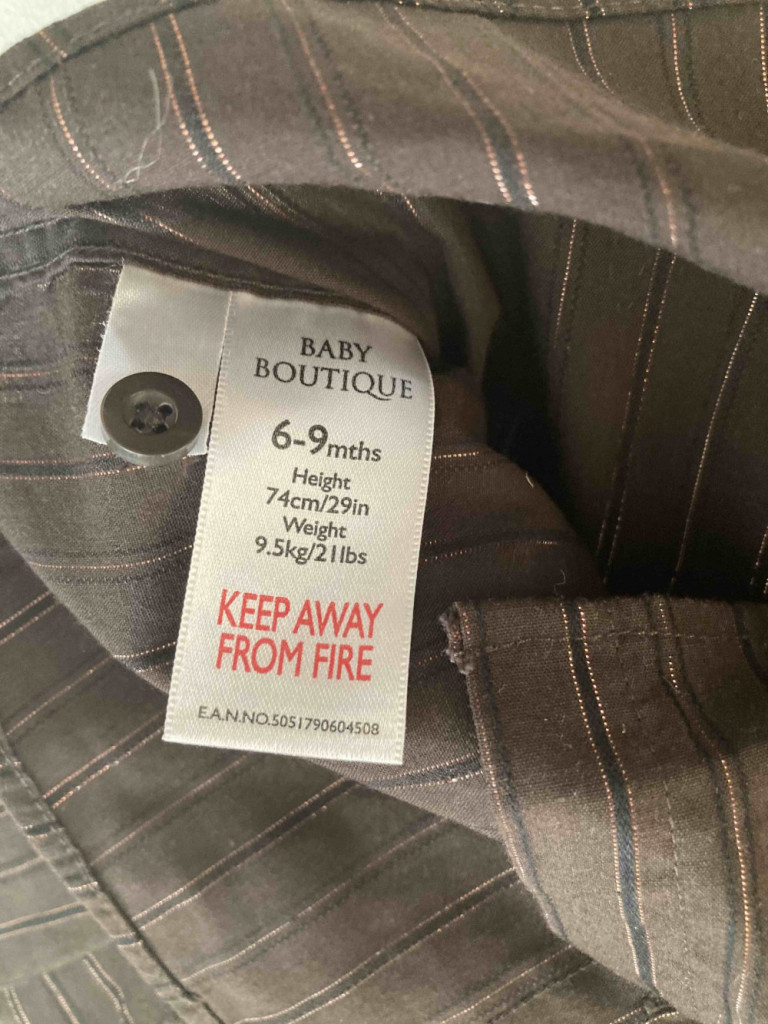 BABY
BOUTIQUE
6-9mths
Height
74cm/29in
Weight
9.5kg/21lbs
KEEP AWAY
FROM FIRE
E.A.N.NO.5051790604508